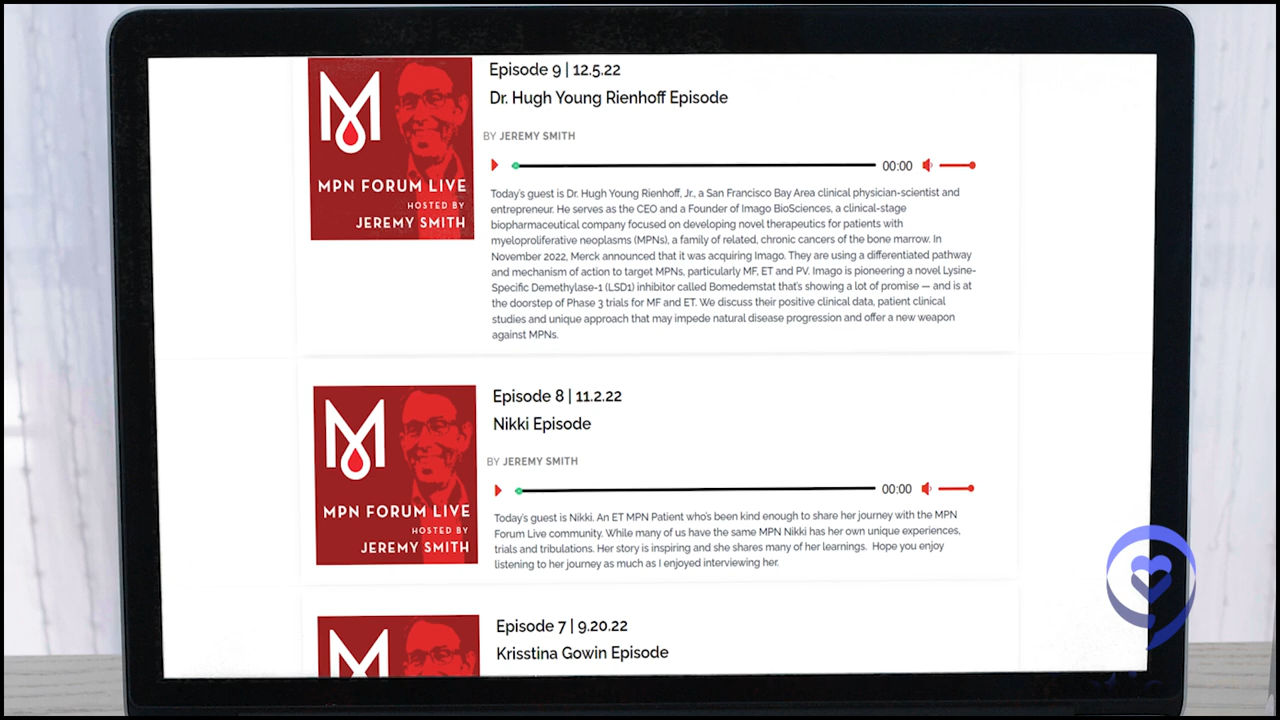 Episode 9 | 12.5.22
Dr. Hugh Young Rienhoff Episode
BY JEREMY SMITH
00:00
MPN FORUM LIVE
HOSTED BY
JEREMY SMITH
Today's guest is Dr. Hugh Young Rienhoff, Jr., a San Francisco Bay Area clinical physician-scientist and
entrepreneur. He serves as the CEO and a Founder of Imago BioSciences, a clinical-stage
biopharmaceutical company focused on developing novel therapeutics for patients with
myeloproliferative neoplasms (MPNs), a family of related, chronic cancers of the bone marrow. In
November 2022, Merck announced that it was acquiring Imago. They are using a differentiated pathway
and mechanism of action to target MPNs, particularly MF, ET and PV. Imago is pioneering a novel Lysine-
Specific Demethylase-1 (LSD1) inhibitor called Bomedemstat that's showing a lot of promise — and is at
the doorstep of Phase 3 trials for MF and ET. We discuss their positive clinical data, patient clinical
studies and unique approach that may impede natural disease progression and offer a new weapon
against MPNs.
Episode 8 | 11.2.22
Nikki Episode
BY JEREMY SMITH
00:00
MPN FORUM LIVE
HOSTED BY
JEREMY SMITH
Today's guest is Nikki. An ET MPN Patient who's been kind enough to share her journey with the MPN
Forum Live community. While many of us have the same MPN Nikki has her own unique experiences,
trials and tribulations. Her story is inspiring and she shares many of her learnings. Hope you enjoy
listening to her journey as much as I enjoyed interviewing her.
Episode 7 | 9.20.22
Krisstina Gowin Episode